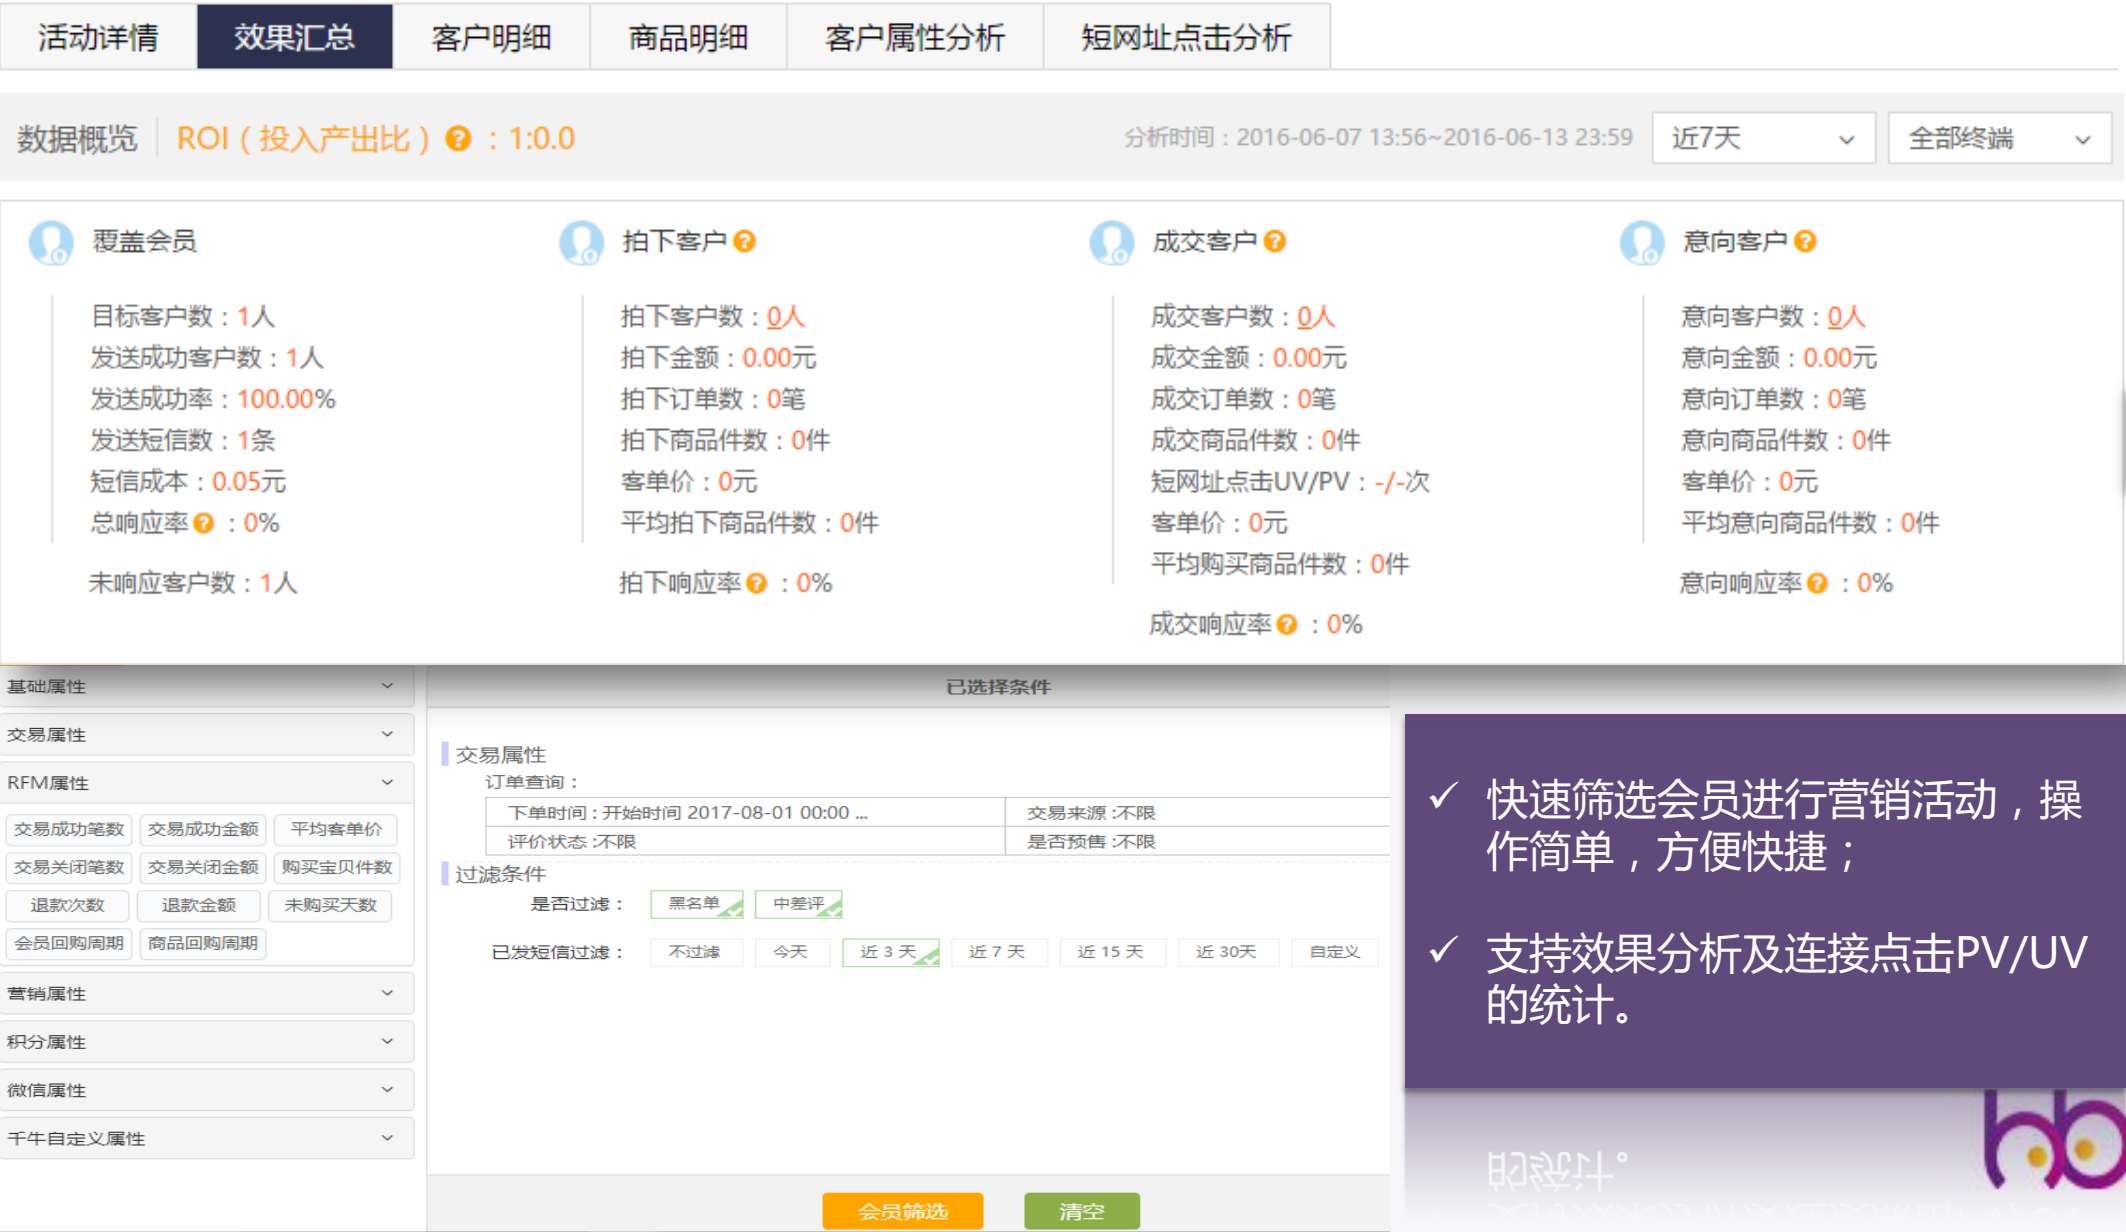 活动详情 效果汇总 客户明细 商品明细 客户属性分析 短网址点击分析
数据概览 ROI（投入产出比）：1:0.0 分析时间：2016-06-07 13:56~2016-06-13 23:59 近7天 全部终端
覆盖会员
目标客户数：1人
发送成功客户数：1人
发送成功率：100.00%
发送短信数：1条
短信成本：0.05元
总响应率：0%
未响应客户数：1人
拍下客户
拍下客户数：0人
拍下金额：0.00元
拍下订单数：0笔
拍下商品件数：0件
客单价：0元
平均拍下商品件数：0件
拍下响应率：0%
成交客户
成交客户数：0人
成交金额：0.00元
成交订单数：0笔
成交商品件数：0件
短网址点击UV/PV：-/-次
客单价：0元
平均购买商品件数：0件
成交响应率：0%
意向客户
意向客户数：0人
意向金额：0.00元
意向订单数：0笔
意向商品件数：0件
客单价：0元
平均意向商品件数：0件
意向响应率：0%
基础属性
交易属性
RFM属性
交易成功笔数 交易成功金额 平均客单价
交易关闭笔数 交易关闭金额 购买宝贝件数
退款次数 退款金额 未购买天数
会员回购周期 商品回购周期
营销属性
积分属性
微信属性
千牛自定义属性
已选择条件
交易属性
订单查询：
下单时间：开始时间 2017-08-01 00:00 ... 交易来源：不限
评价状态：不限 是否预售：不限
过滤条件
是否过滤： 黑名单 中差评
已发短信过滤： 不过滤 今天 近 3 天 近 7 天 近 15 天 近 30天 自定义
会员筛选 清空
✓ 快速筛选会员进行营销活动，操
作简单，方便快捷；
✓ 支持效果分析及连接点击PV/UV
的统计。